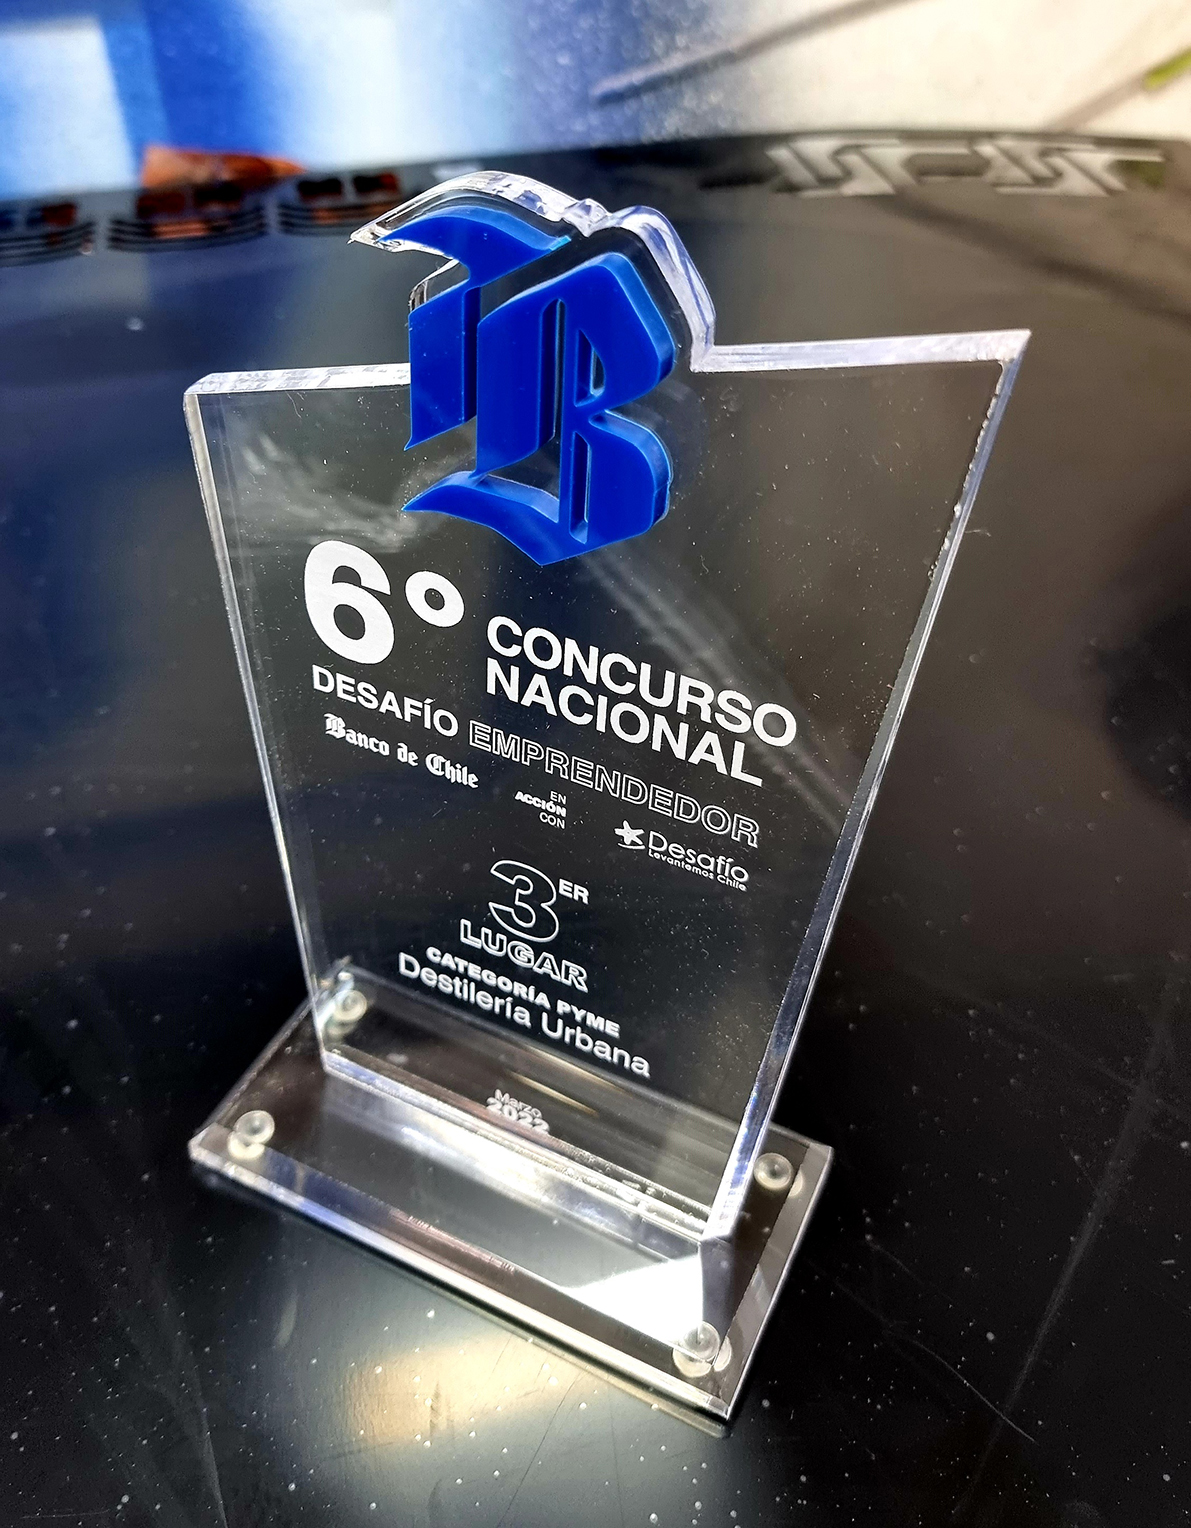 B
6º CONCURSO
NACIONAL
DESAFÍO EMPRENDEDOR
Banco de Chile
EN
ACCIÓN
CON
Desafío
Levantemos Chile
3ER
LUGAR
CATEGORÍA PYME
Destilería Urbana
Marzo
2022